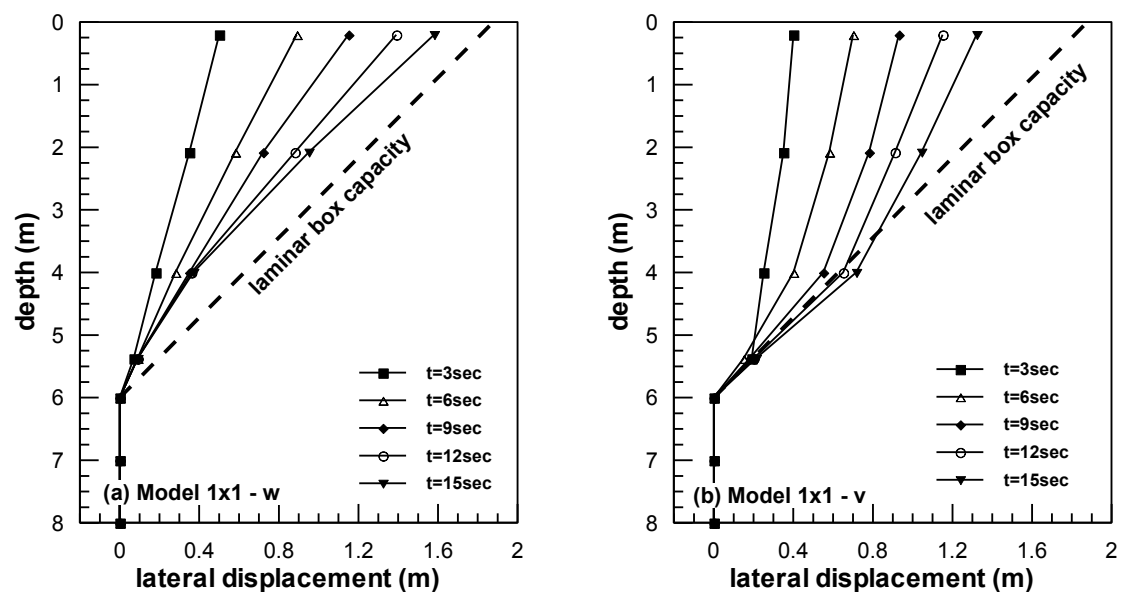 0
1
2
3
4
5
6
7
8
depth (m)
laminar box capacity
t=3sec
t=6sec
t=9sec
t=12sec
t=15sec
(a) Model 1x1 - w
0 0.4 0.8 1.2 1.6 2
lateral displacement (m)
0
1
2
3
4
5
6
7
8
depth (m)
laminar box capacity
t=3sec
t=6sec
t=9sec
t=12sec
t=15sec
(b) Model 1x1 - v
0 0.4 0.8 1.2 1.6 2
lateral displacement (m)